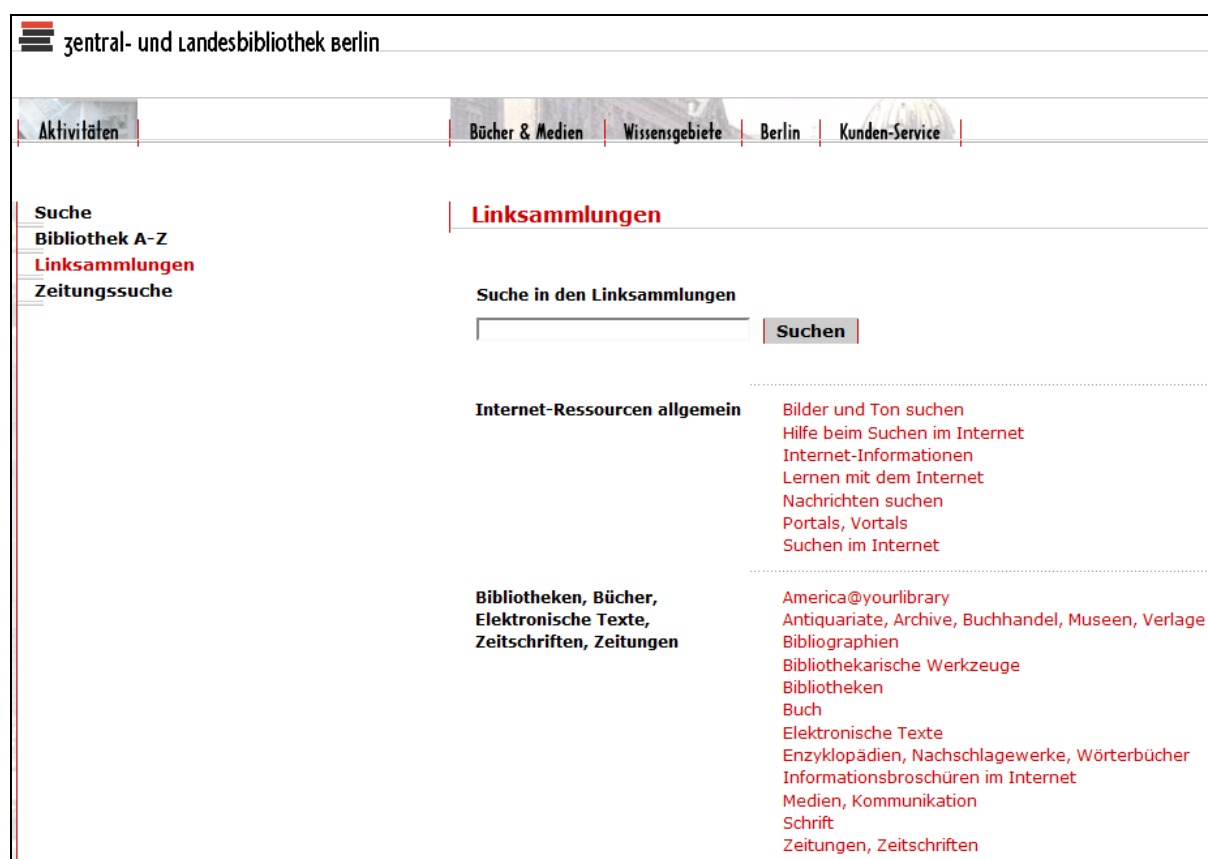 zentral- und Landesbibliothek Berlin
Aktivitäten
Bücher & Medien
Wissensgebiete
Berlin
Kunden-Service
Suche
Bibliothek A-Z
Linksammlungen
Zeitungssuche
Linksammlungen
Suche in den Linksammlungen
Suchen
Internet-Ressourcen allgemein
Bilder und Ton suchen
Hilfe beim Suchen im Internet
Internet-Informationen
Lernen mit dem Internet
Nachrichten suchen
Portals, Vortals
Suchen im Internet
Bibliotheken, Bücher,
Elektronische Texte,
Zeitschriften, Zeitungen
America@yourlibrary
Antiquariate, Archive, Buchhandel, Museen, Verlage
Bibliographien
Bibliothekarische Werkzeuge
Bibliotheken
Buch
Elektronische Texte
Enzyklopädien, Nachschlagewerke, Wörterbücher
Informationsbroschüren im Internet
Medien, Kommunikation
Schrift
Zeitungen, Zeitschriften